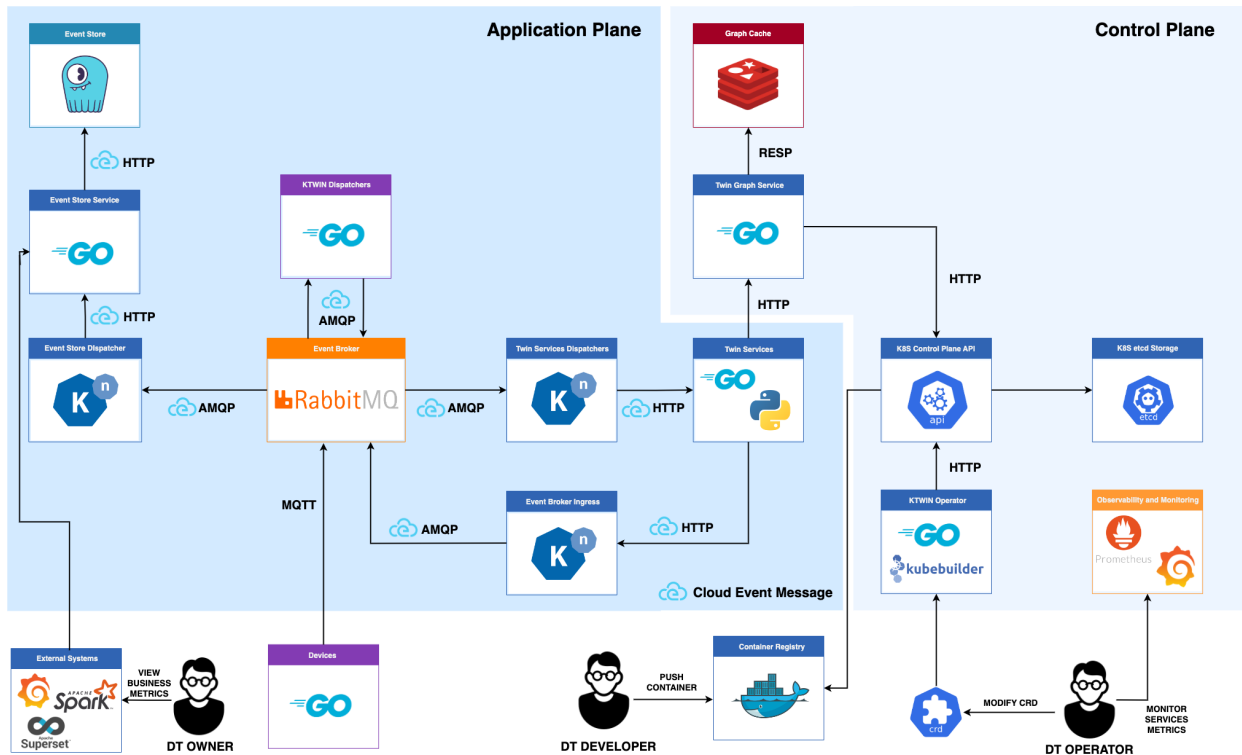 Application Plane
Control Plane
Event Store
HTTP
Event Store Service
GO
HTTP
Event Store Dispatcher
K
n
AMQP
KTWIN Dispatchers
GO
AMQP
Event Broker
RabbitMQ
AMQP
Twin Services Dispatchers
K
n
HTTP
Twin Services
GO
HTTP
Event Broker Ingress
K
n
AMQP
MQTT
Cloud Event Message
Graph Cache
RESP
Twin Graph Service
GO
HTTP
HTTP
K8S Control Plane API
api
K8S etcd Storage
etcd
HTTP
KTWIN Operator
GO
kubebuilder
Observability and Monitoring
Prometheus
External Systems
APACHE
Spark
Apache
Superset
VIEW
BUSINESS
METRICS
DT OWNER
Devices
GO
DT DEVELOPER
PUSH
CONTAINER
Container Registry
crd
MODIFY CRD
DT OPERATOR
MONITOR
SERVICES
METRICS